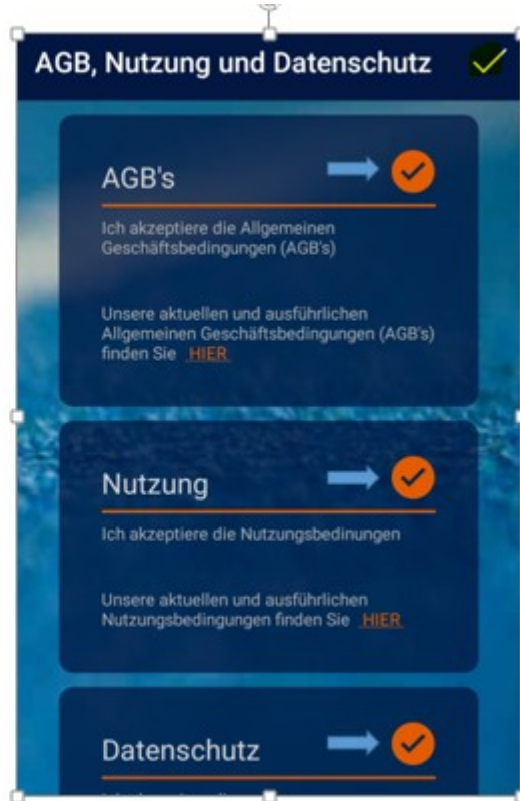 AGB, Nutzung und Datenschutz
AGB's
Ich akzeptiere die Allgemeinen
Geschäftsbedingungen (AGB's)
Unsere aktuellen und ausführlichen
Allgemeinen Geschäftsbedingungen (AGB's)
finden Sie HIER
Nutzung
Ich akzeptiere die Nutzungsbedinungen
Unsere aktuellen und ausführlichen
Nutzungsbedingungen finden Sie HIER
Datenschutz